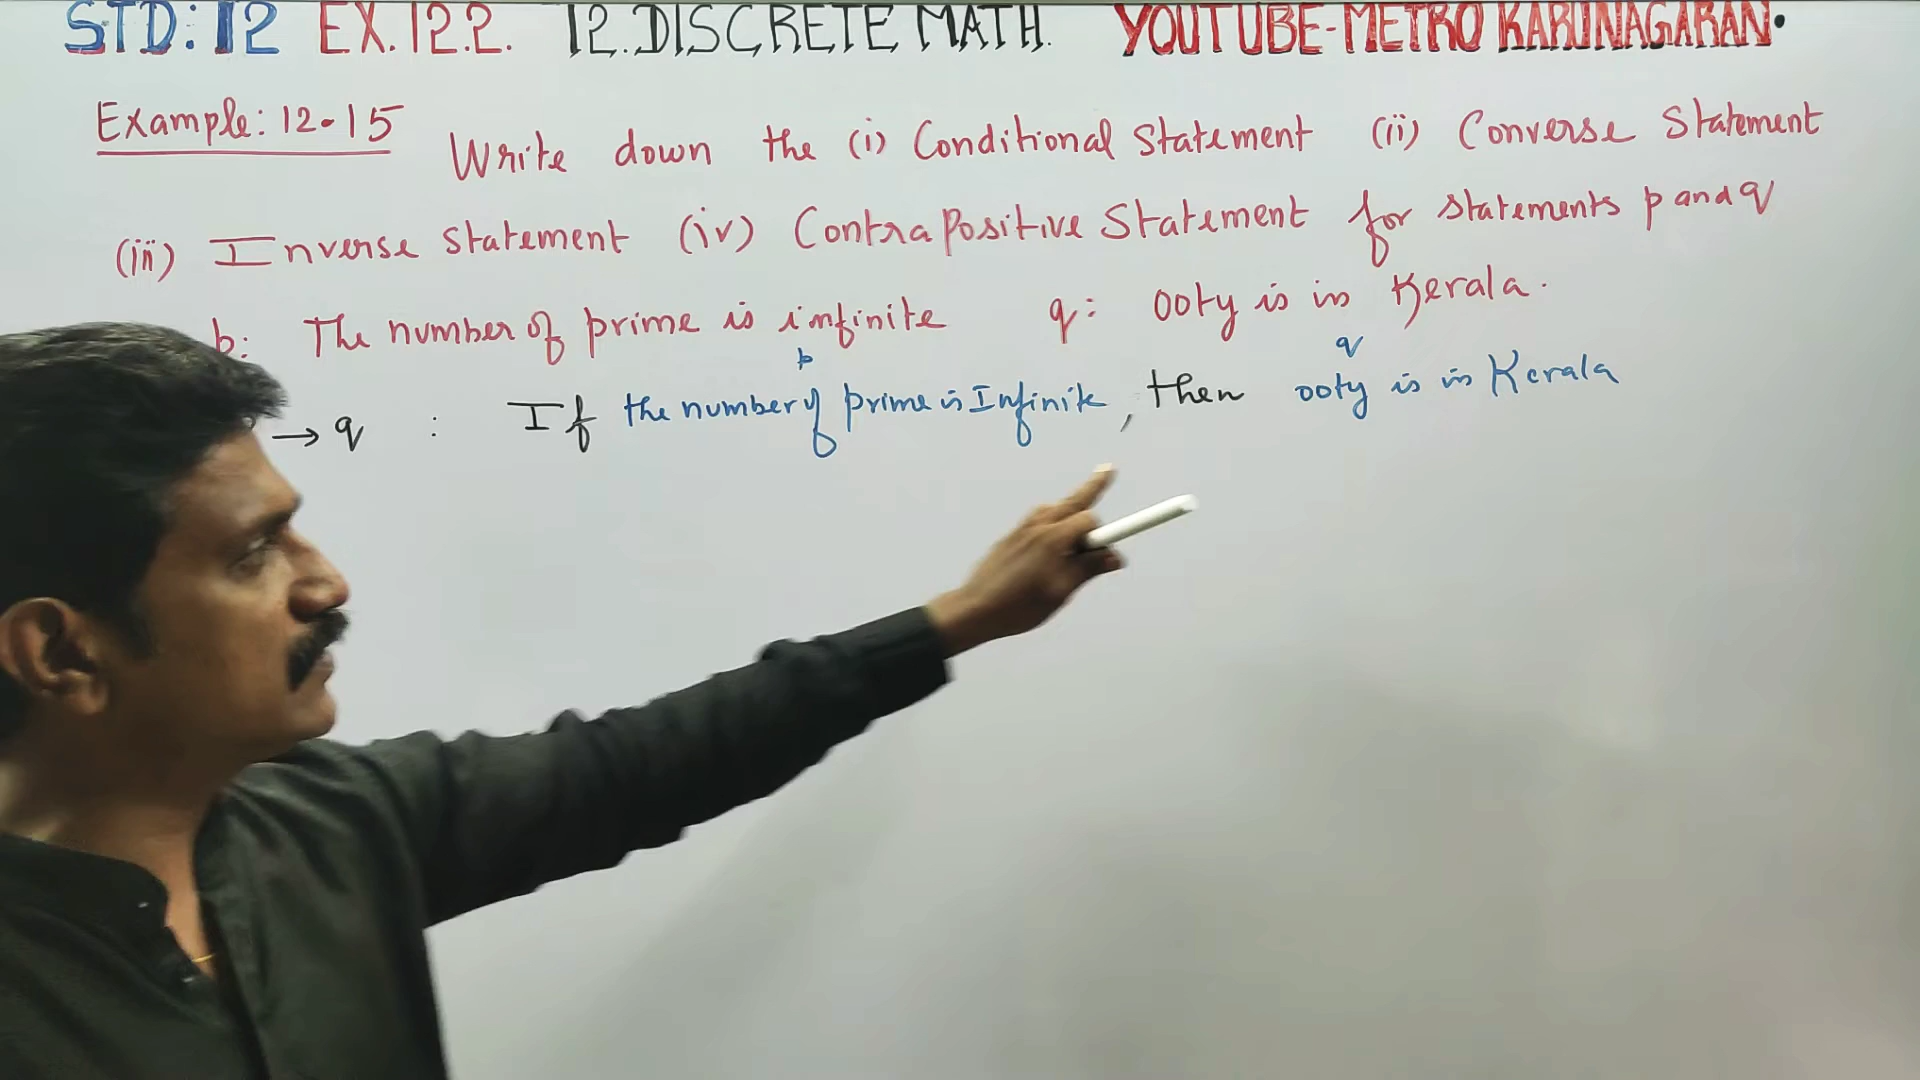 STD: 12 EX.12.2. 12.DISCRETE MATH. YOUTUBE-METRO KARUNAGARAN.
Example: 12.15 Write down the (i) Conditional Statement (ii) Converse Statement
(iii) Inverse Statement (iv) Contrapositive Statement for statements p and q
p: The number of prime is infinite q: Ooty is in Kerala.
p q
→ q : If the number of prime is Infinite, then ooty is in Kerala